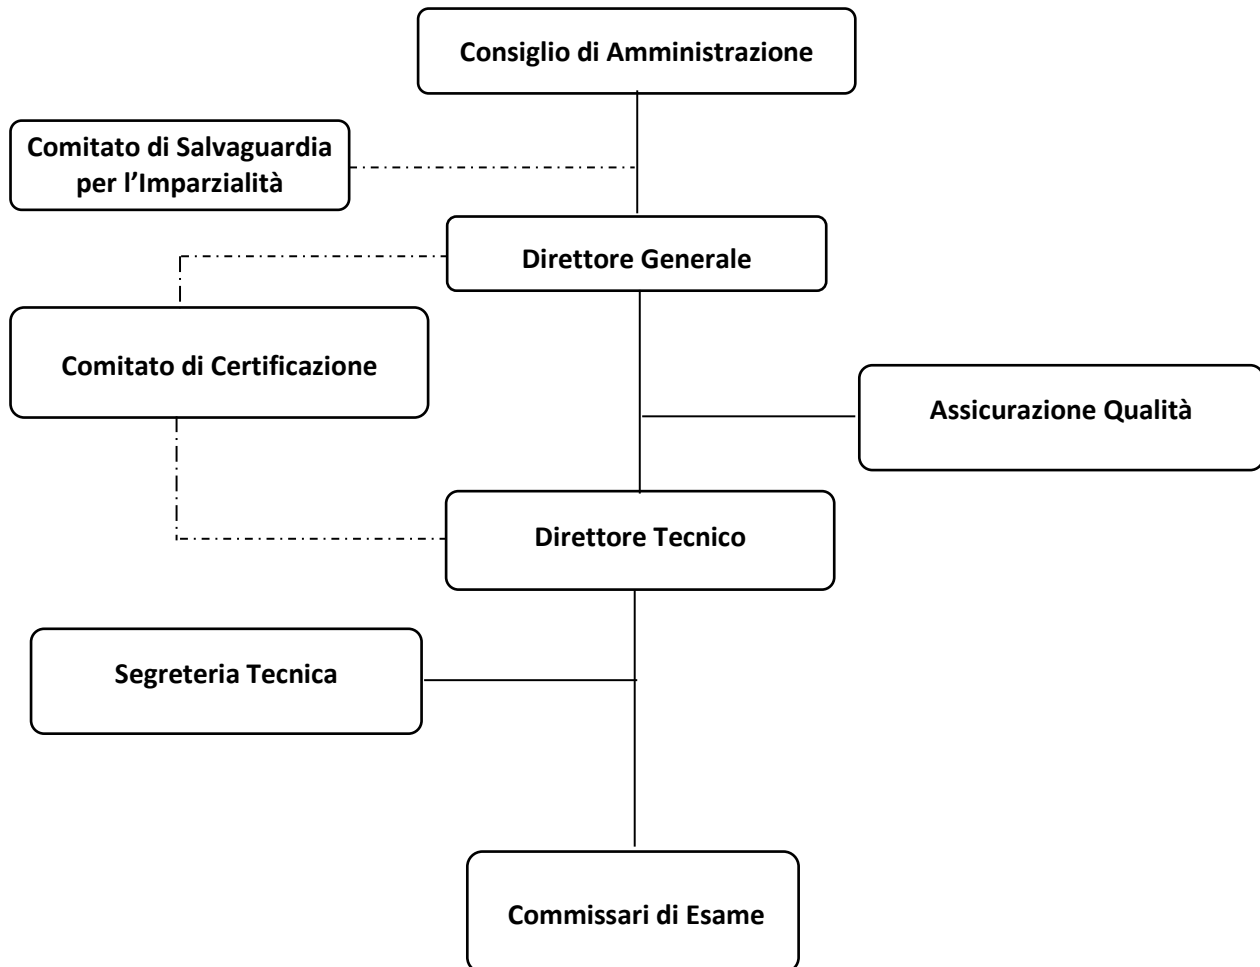 Consiglio di Amministrazione
Comitato di Salvaguardia
per l’Imparzialità
Direttore Generale
Comitato di Certificazione
Assicurazione Qualità
Direttore Tecnico
Segreteria Tecnica
Commissari di Esame